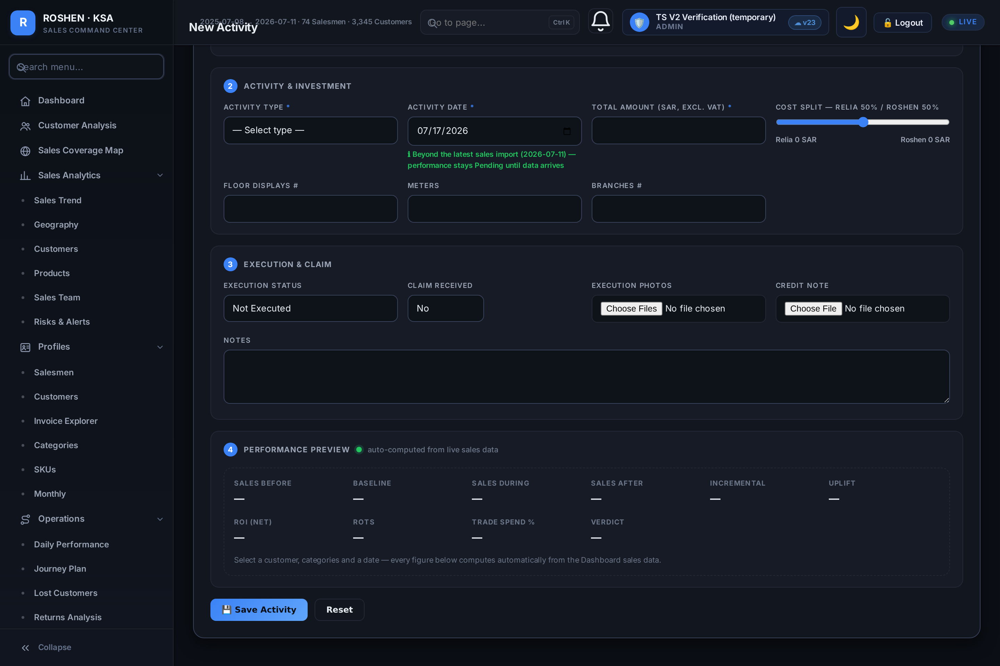 R
ROSHEN · KSA
SALES COMMAND CENTER
Search menu...
Dashboard
Customer Analysis
Sales Coverage Map
Sales Analytics
Sales Trend
Geography
Customers
Products
Sales Team
Risks & Alerts
Profiles
Salesmen
Customers
Invoice Explorer
Categories
SKUs
Monthly
Operations
Daily Performance
Journey Plan
Lost Customers
Returns Analysis
Collapse
New Activity
2025-07-08 → 2026-07-11 · 74 Salesmen · 3,345 Customers
Go to page... Ctrl K
TS V2 Verification (temporary)
ADMIN
v23
Logout
LIVE
2 ACTIVITY & INVESTMENT
ACTIVITY TYPE * ACTIVITY DATE * TOTAL AMOUNT (SAR, EXCL. VAT) * COST SPLIT — RELIA 50% / ROSHEN 50%
— Select type — 07/17/2026
Relia 0 SAR Roshen 0 SAR
ℹ Beyond the latest sales import (2026-07-11) —
performance stays Pending until data arrives
FLOOR DISPLAYS # METERS BRANCHES #
3 EXECUTION & CLAIM
EXECUTION STATUS CLAIM RECEIVED EXECUTION PHOTOS CREDIT NOTE
Not Executed No Choose Files No file chosen Choose File No file chosen
NOTES
4 PERFORMANCE PREVIEW auto-computed from live sales data
SALES BEFORE BASELINE SALES DURING SALES AFTER INCREMENTAL UPLIFT
— — — — — —
ROI (NET) ROTS TRADE SPEND % VERDICT
— — — —
Select a customer, categories and a date — every figure below computes automatically from the Dashboard sales data.
Save Activity Reset